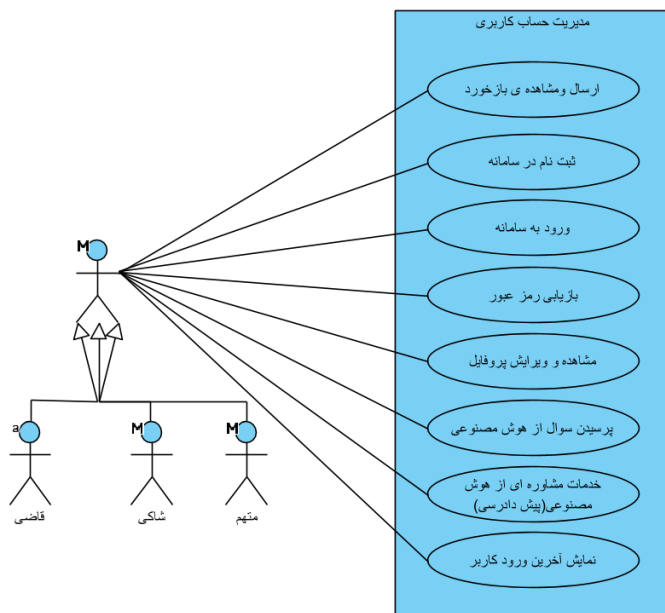 مدیریت حساب کاربری
ارسال ومشاهده ی بازخورد
ثبت نام در سامانه
ورود به سامانه
بازیابی رمز عبور
مشاهده و ویرایش پروفایل
پرسیدن سوال از هوش مصنوعی
خدمات مشاوره ای از هوش
مصنوعی(پیش دادرسی)
نمایش آخرین ورود کاربر
M
a
M
M
قاضی
شاکی
متهم